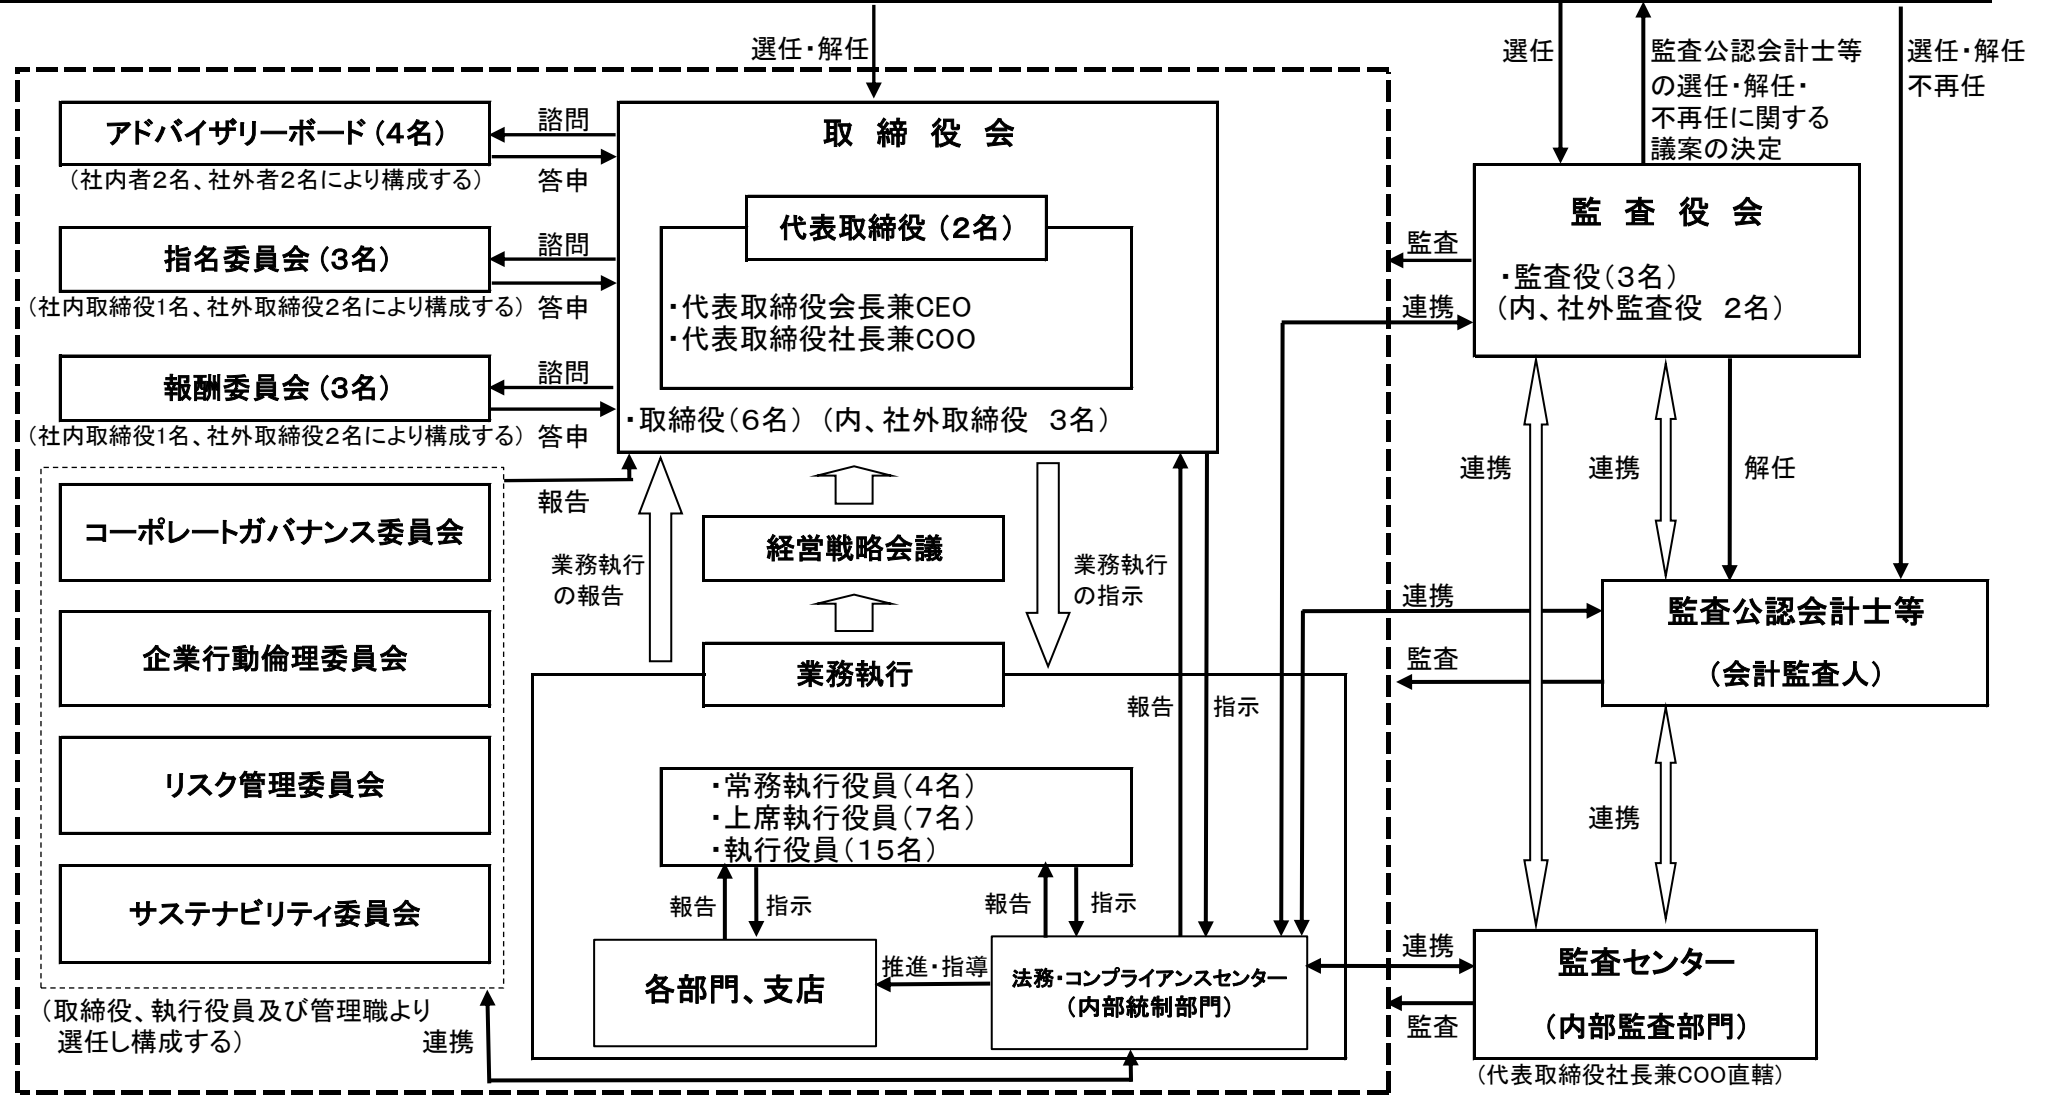 選任・解任
選任
監査公認会計士等
の選任・解任・
不再任に関する
議案の決定
選任・解任
不再任
アドバイザリーボード（4名）
（社内者2名、社外者2名により構成する）
諮問
答申
指名委員会（3名）
（社内取締役1名、社外取締役2名により構成する）
諮問
答申
報酬委員会（3名）
（社内取締役1名、社外取締役2名により構成する）
諮問
答申
取　締　役　会
代表取締役（2名）
・代表取締役会長兼CEO
・代表取締役社長兼COO
・取締役（6名）（内、社外取締役　3名）
監　査　役　会
・監査役（3名）
（内、社外監査役　2名）
監査
連携
コーポレートガバナンス委員会
企業行動倫理委員会
リスク管理委員会
サステナビリティ委員会
（取締役、執行役員及び管理職より
選任し構成する）
連携
報告
業務執行
の報告
経営戦略会議
業務執行
の指示
業務執行
報告
指示
・常務執行役員（4名）
・上席執行役員（7名）
・執行役員（15名）
報告
指示
報告
指示
各部門、支店
推進・指導
法務・コンプライアンスセンター
（内部統制部門）
連携
連携
解任
連携
監査
監査公認会計士等
（会計監査人）
連携
連携
監査
監査センター
（内部監査部門）
（代表取締役社長兼COO直轄）